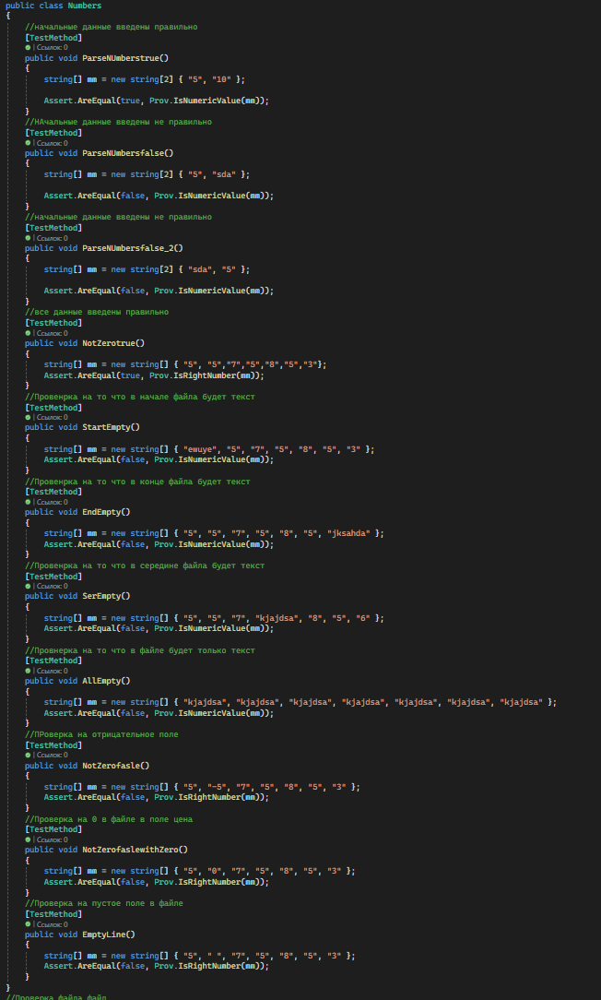 public class Numbers
{
//начальные данные введены правильно
[TestMethod]
| Ссылок: 0
public void ParseNUmberstrue()
{
string[] mm = new string[2] { "5", "10" };
Assert.AreEqual(true, Prov.IsNumericValue(mm));
}
//НАчальные данные введены не правильно
[TestMethod]
| Ссылок: 0
public void ParseNUmbersfalse()
{
string[] mm = new string[2] { "5", "sda" };
Assert.AreEqual(false, Prov.IsNumericValue(mm));
}
//начальные данные введены не правильно
[TestMethod]
| Ссылок: 0
public void ParseNUmbersfalse_2()
{
string[] mm = new string[2] { "sda", "5" };
Assert.AreEqual(false, Prov.IsNumericValue(mm));
}
//все данные введены правильно
[TestMethod]
| Ссылок: 0
public void NotZerotrue()
{
string[] mm = new string[] { "5", "5","7","5","8","5","3"};
Assert.AreEqual(true, Prov.IsRightNumber(mm));
}
//Провенрка на то что в начале файла будет текст
[TestMethod]
| Ссылок: 0
public void StartEmpty()
{
string[] mm = new string[] { "ewuye", "5", "7", "5", "8", "5", "3" };
Assert.AreEqual(false, Prov.IsNumericValue(mm));
}
//Провенрка на то что в конце файла будет текст
[TestMethod]
| Ссылок: 0
public void EndEmpty()
{
string[] mm = new string[] { "5", "5", "7", "5", "8", "5", "jksahda" };
Assert.AreEqual(false, Prov.IsNumericValue(mm));
}
//Провенрка на то что в середине файла будет текст
[TestMethod]
| Ссылок: 0
public void SerEmpty()
{
string[] mm = new string[] { "5", "5", "7", "kjajdsa", "8", "5", "6" };
Assert.AreEqual(false, Prov.IsNumericValue(mm));
}
//Провнерка на то что в файле будет только текст
[TestMethod]
| Ссылок: 0
public void AllEmpty()
{
string[] mm = new string[] { "kjajdsa", "kjajdsa", "kjajdsa", "kjajdsa", "kjajdsa", "kjajdsa", "kjajdsa" };
Assert.AreEqual(false, Prov.IsNumericValue(mm));
}
//ПРоверка на отрицательное поле
[TestMethod]
| Ссылок: 0
public void NotZerofasle()
{
string[] mm = new string[] { "5", "-5", "7", "5", "8", "5", "3" };
Assert.AreEqual(false, Prov.IsRightNumber(mm));
}
//Проверка на 0 в файле в поле цена
[TestMethod]
| Ссылок: 0
public void NotZerofaslewithZero()
{
string[] mm = new string[] { "5", "0", "7", "5", "8", "5", "3" };
Assert.AreEqual(false, Prov.IsRightNumber(mm));
}
//Проверка на пустое поле в файле
[TestMethod]
| Ссылок: 0
public void EmptyLine()
{
string[] mm = new string[] { "5", " ", "7", "5", "8", "5", "3" };
Assert.AreEqual(false, Prov.IsRightNumber(mm));
}
}
//Проверка файла файл